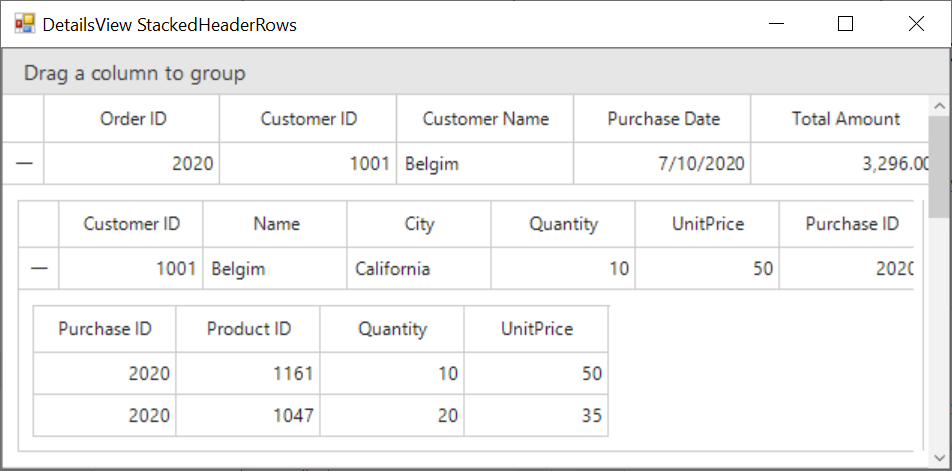 DetailsView StackedHeaderRows
Drag a column to group
Order ID Customer ID Customer Name Purchase Date Total Amount
2020 1001 Belgim 7/10/2020 3,296.00
Customer ID Name City Quantity UnitPrice Purchase ID
1001 Belgim California 10 50 2020
Purchase ID Product ID Quantity UnitPrice
2020 1161 10 50
2020 1047 20 35